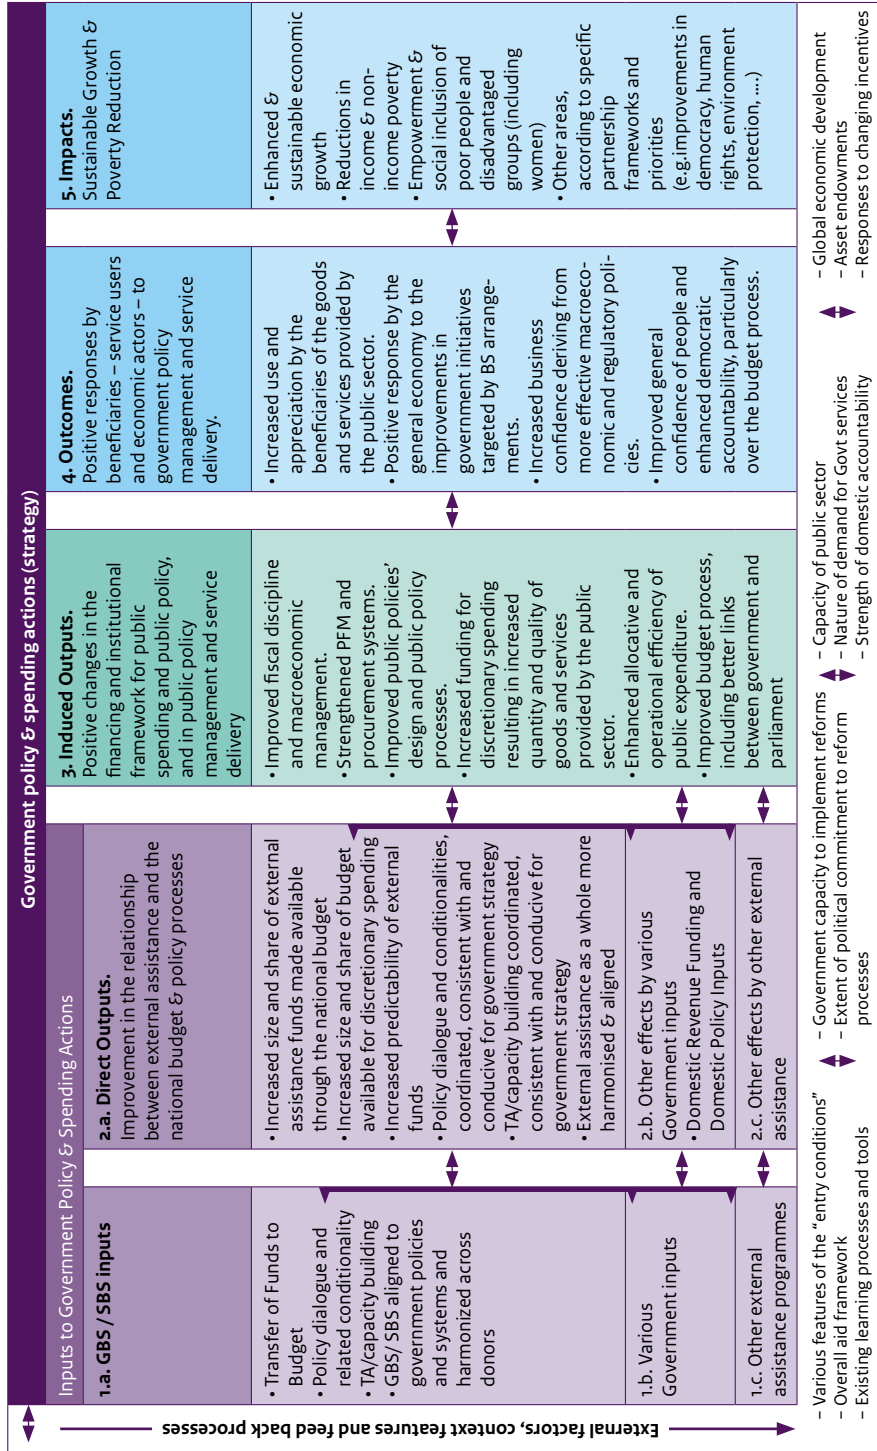 Government policy & spending actions (strategy)
Inputs to Government Policy & Spending Actions
1.a. GBS / SBS inputs
• Transfer of Funds to
Budget
• Policy dialogue and
related conditionality
• TA/capacity building
• GBS/ SBS aligned to
government policies
and systems and
harmonized across
donors
1.b. Various
Government inputs
1.c. Other external
assistance programmes
2.a. Direct Outputs.
Improvement in the relationship
between external assistance and the
national budget & policy processes
• Increased size and share of external
assistance funds made available
through the national budget
• Increased size and share of budget
available for discretionary spending
• Increased predictability of external
funds
• Policy dialogue and conditionalities,
coordinated, consistent with and
conducive for government strategy
• TA/capacity building coordinated,
consistent with and conducive for
government strategy
• External assistance as a whole more
harmonised & aligned
2.b. Other effects by various
Government inputs
• Domestic Revenue Funding and
Domestic Policy Inputs
2.c. Other effects by other external
assistance
3. Induced Outputs.
Positive changes in the
financing and institutional
framework for public
spending and public policy,
and in public policy
management and service
delivery
• Improved fiscal discipline
and macroeconomic
management.
• Strengthened PFM and
procurement systems.
• Improved public policies’
design and public policy
processes.
• Increased funding for
discretionary spending
resulting in increased
quantity and quality of
goods and services
provided by the public
sector.
• Enhanced allocative and
operational efficiency of
public expenditure.
• Improved budget process,
including better links
between government and
parliament
4. Outcomes.
Positive responses by
beneficiaries – service users
and economic actors – to
government policy
management and service
delivery.
• Increased use and
appreciation by the
beneficiaries of the goods
and services provided by
the public sector.
• Positive response by the
general economy to the
improvements in
government initiatives
targeted by BS arrange-
ments.
• Increased business
confidence deriving from
more effective macroeco-
nomic and regulatory poli-
cies.
• Improved general
confidence of people and
enhanced democratic
accountability, particularly
over the budget process.
5. Impacts.
Sustainable Growth &
Poverty Reduction
• Enhanced &
sustainable economic
growth
• Reductions in
income & non-
income poverty
• Empowerment &
social inclusion of
poor people and
disadvantaged
groups (including
women)
• Other areas,
according to specific
partnership
frameworks and
priorities
(e.g.improvements in
democracy, human
rights, environment
protection, ....)
External factors, context features and feed back processes
– Various features of the “entry conditions”
– Overall aid framework
– Existing learning processes and tools
– Government capacity to implement reforms
– Extent of political commitment to reform
processes
– Capacity of public sector
– Nature of demand for Govt services
– Strength of domestic accountability
– Global economic development
– Asset endowments
– Responses to changing incentives